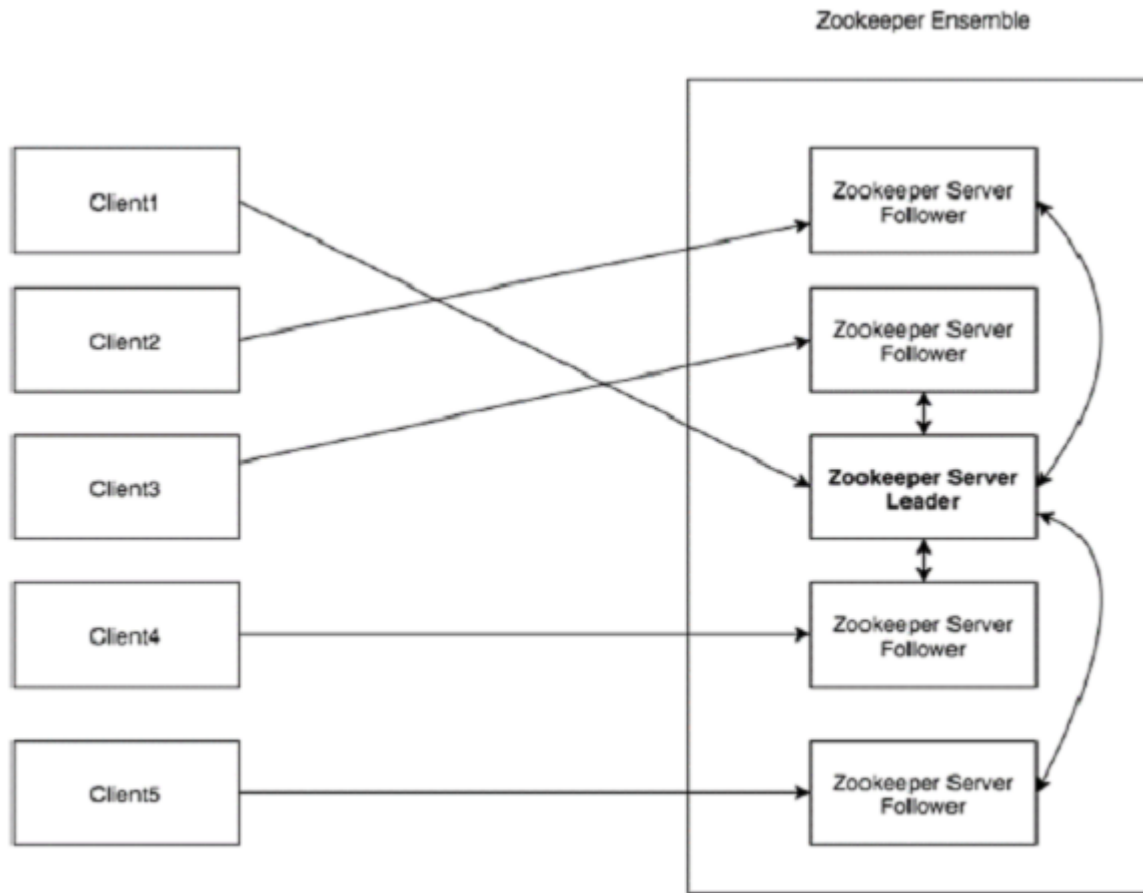 Zookeeper Ensemble
Client1
Zookeeper Server
Follower
Client2
Zookeeper Server
Follower
Client3
Zookeeper Server
Leader
Client4
Zookeeper Server
Follower
Client5
Zookeeper Server
Follower